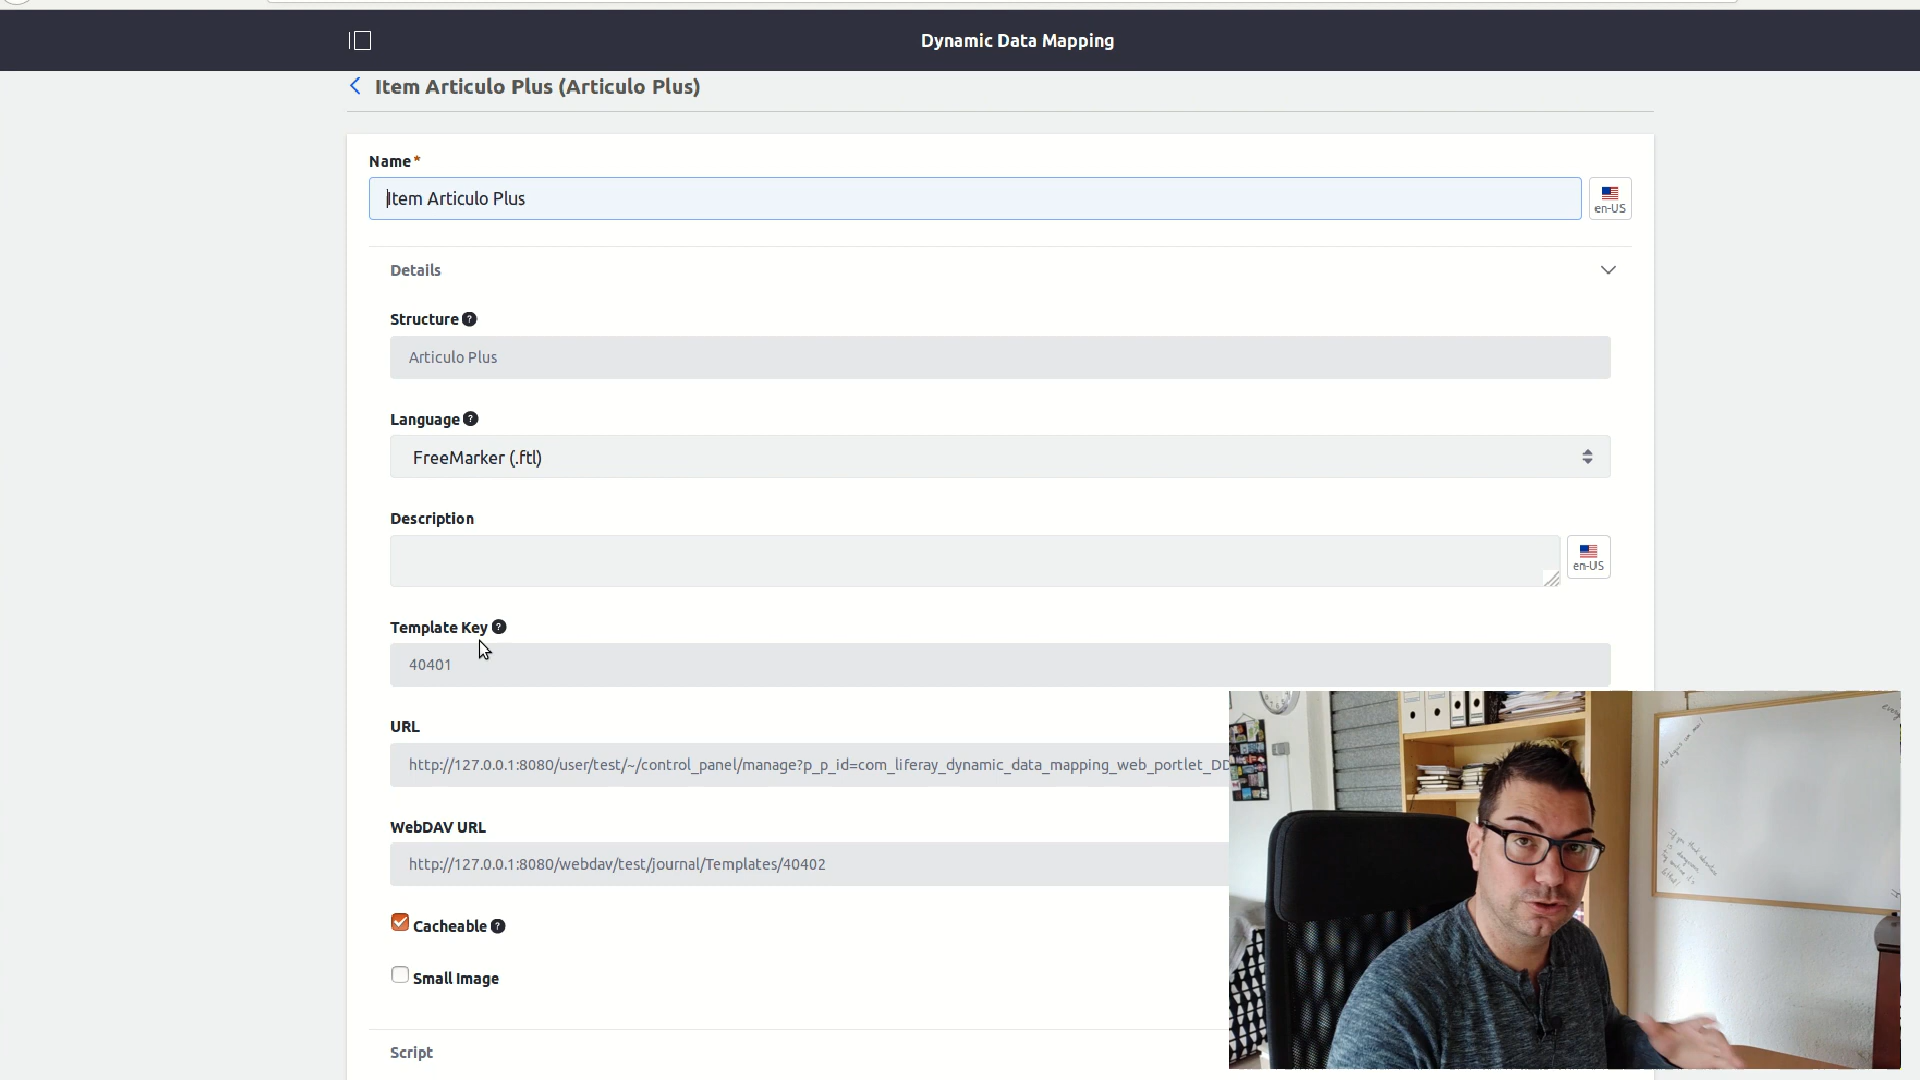 Dynamic Data Mapping
Item Articulo Plus (Articulo Plus)
Name*
Item Articulo Plus
en-US
Details
Structure
Articulo Plus
Language
FreeMarker (.ftl)
Description
en-US
Template Key
40401
URL
http://127.0.0.1:8080/user/test/~/control_panel/manage?p_p_id=com_liferay_dynamic_data_mapping_web_portlet_DD
WebDAV URL
http://127.0.0.1:8080/webdav/test/journal/Templates/40402
Cacheable
Small Image
Script